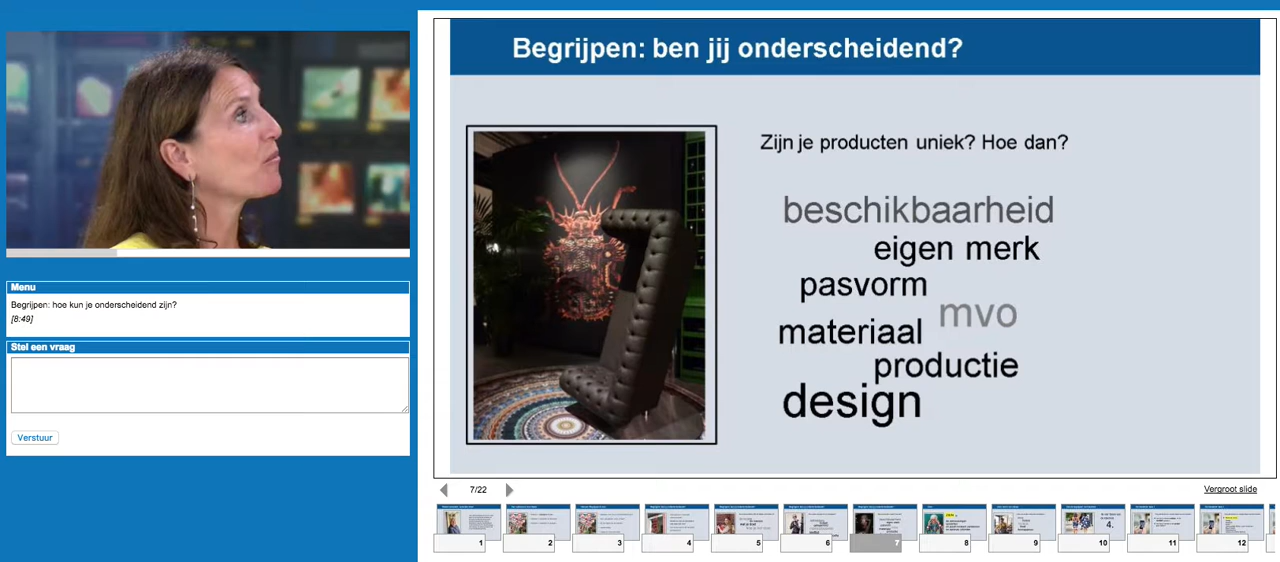 Begrijpen: ben jij onderscheidend?
Zijn je producten uniek? Hoe dan?
beschikbaarheid
eigen merk
pasvorm
mvo
materiaal
productie
design
Menu
Begrijpen: hoe kun je onderscheidend zijn?
[8:49]
Stel een vraag
Verstuur
7/22
Vergroot slide
4.
1
2
3
4
5
6
7
8
9
10
11
12